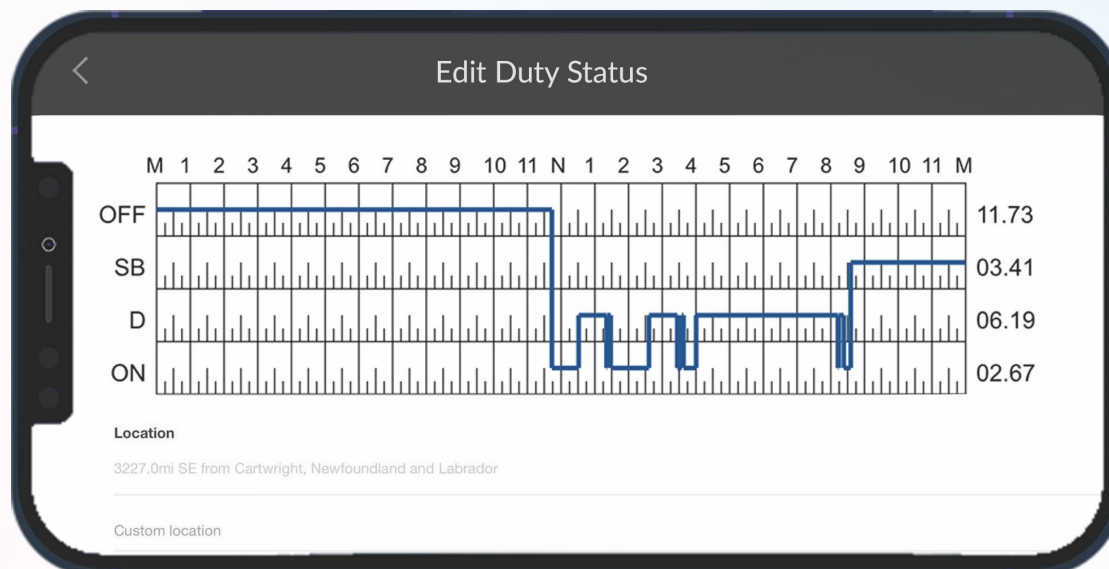 Edit Duty Status
M 1 2 3 4 5 6 7 8 9 10 11 N 1 2 3 4 5 6 7 8 9 10 11 M
OFF 11.73
SB 03.41
D 06.19
ON 02.67
Location
3227.0mi SE from Cartwright, Newfoundland and Labrador
Custom location